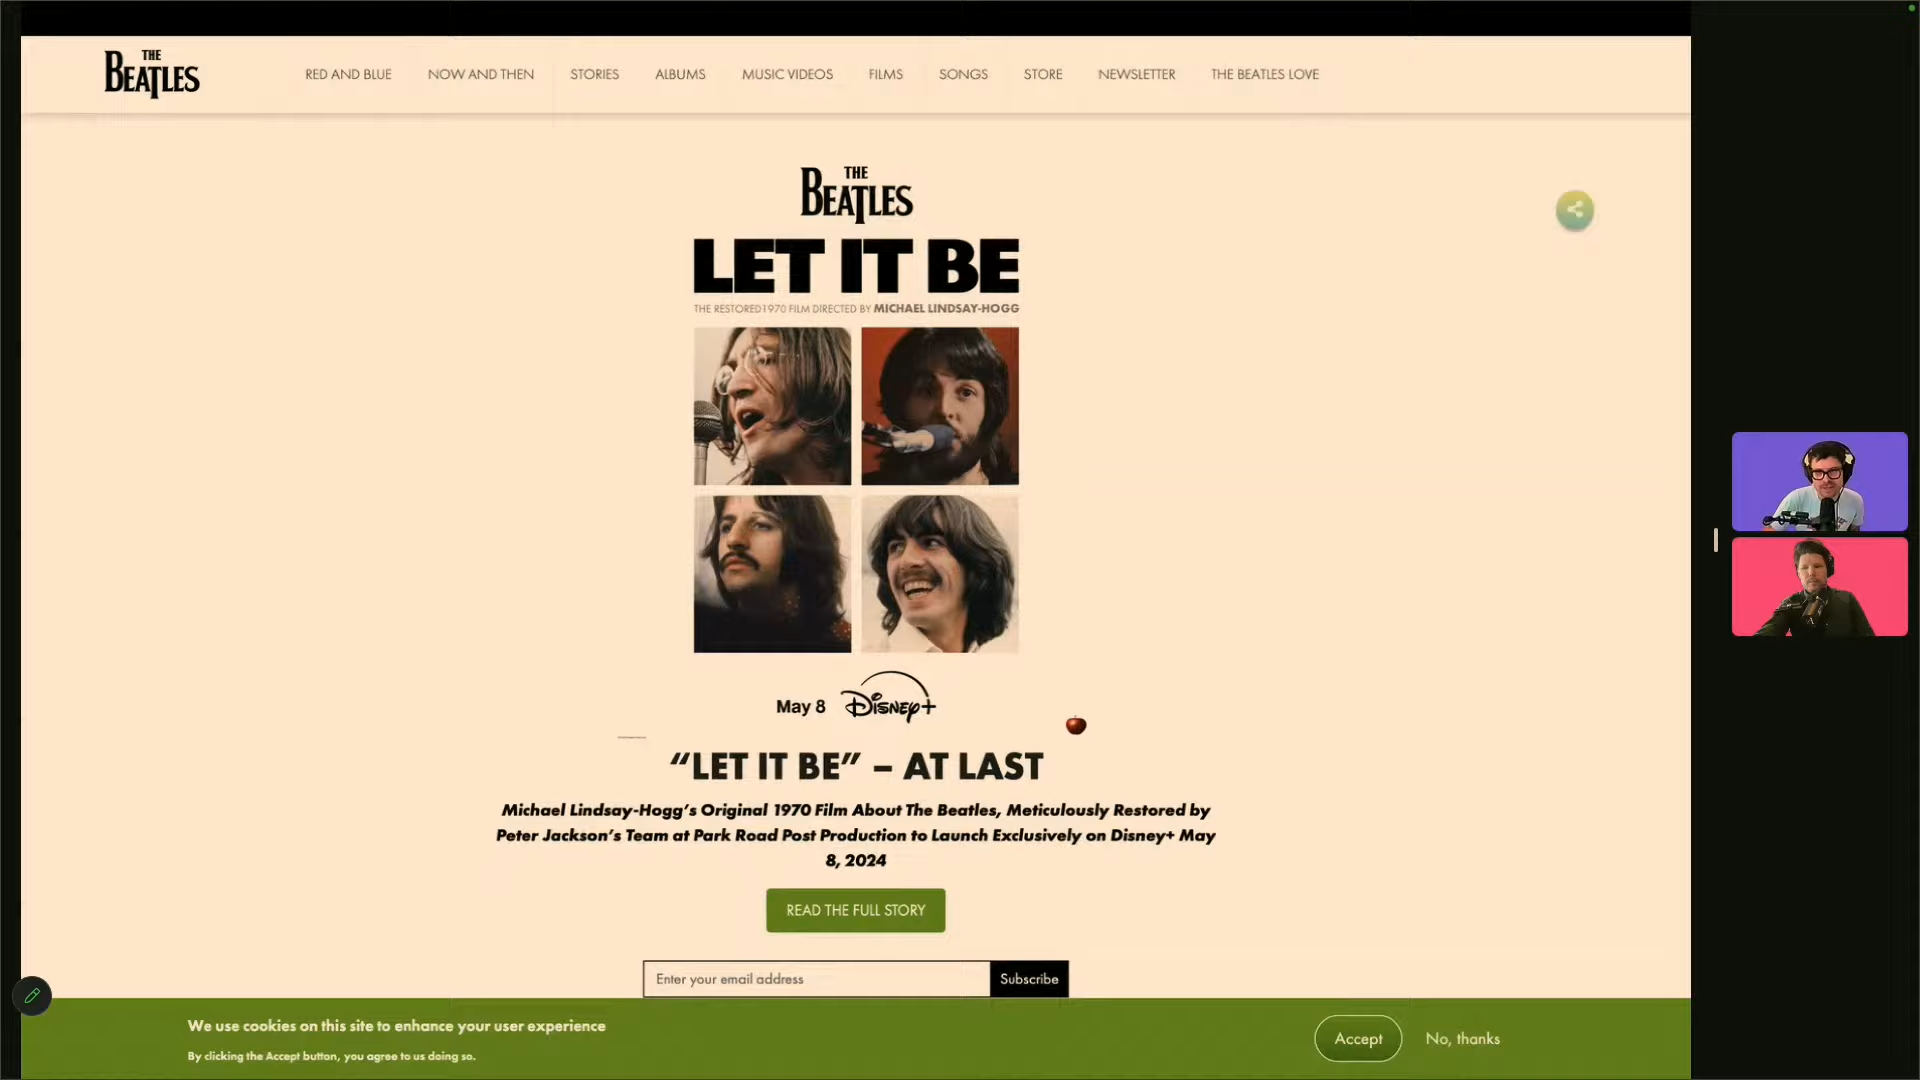 THE
BEATLES
RED AND BLUE
NOW AND THEN
STORIES
ALBUMS
MUSIC VIDEOS
FILMS
SONGS
STORE
NEWSLETTER
THE BEATLES LOVE
THE
BEATLES
LET IT BE
THE RESTORED 1970 FILM DIRECTED BY MICHAEL LINDSAY-HOGG
May 8 Disney+
“LET IT BE” – AT LAST
Michael Lindsay-Hogg’s Original 1970 Film About The Beatles, Meticulously Restored by
Peter Jackson’s Team at Park Road Post Production to Launch Exclusively on Disney+ May
8, 2024
READ THE FULL STORY
Enter your email address
Subscribe
We use cookies on this site to enhance your user experience
By clicking the Accept button, you agree to us doing so.
Accept
No, thanks